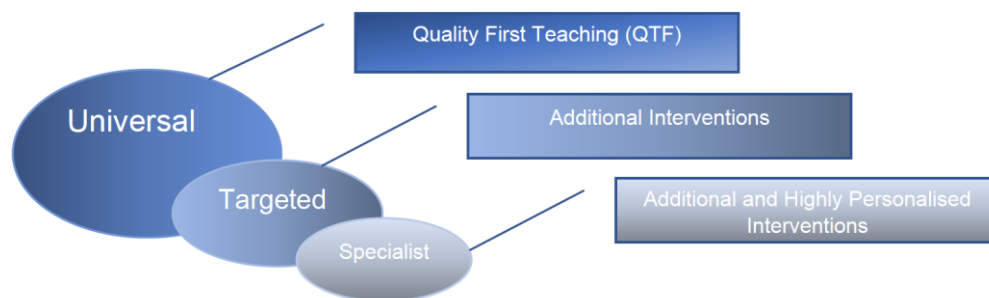 Quality First Teaching (QTF)
Universal
Additional Interventions
Targeted
Additional and Highly Personalised
Interventions
Specialist